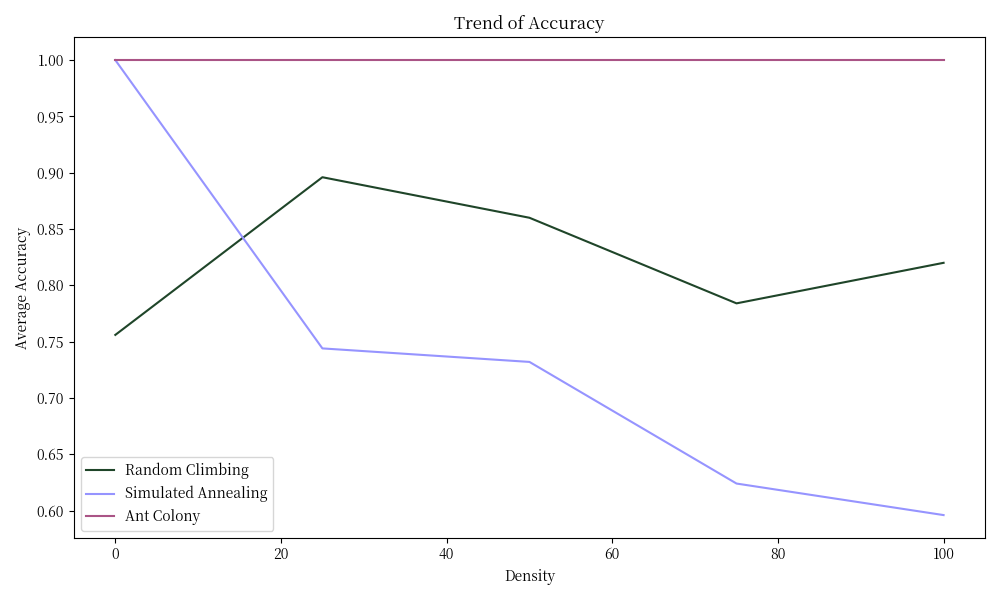 Trend of Accuracy
Average Accuracy
1.00
0.95
0.90
0.85
0.80
0.75
0.70
0.65
0.60
Random Climbing
Simulated Annealing
Ant Colony
0 20 40 60 80 100
Density